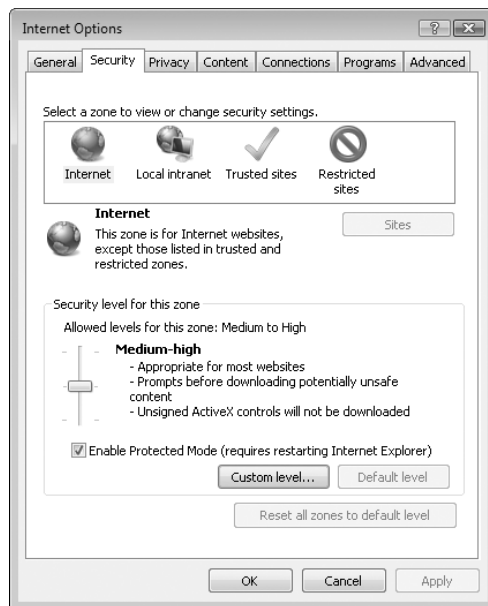 Internet Options
General Security Privacy Content Connections Programs Advanced
Select a zone to view or change security settings.
Internet Local intranet Trusted sites Restricted
sites
Internet
Sites
This zone is for Internet websites,
except those listed in trusted and
restricted zones.
Security level for this zone
Allowed levels for this zone: Medium to High
Medium-high
- Appropriate for most websites
- Prompts before downloading potentially unsafe
content
- Unsigned ActiveX controls will not be downloaded
Enable Protected Mode (requires restarting Internet Explorer)
Custom level... Default level
Reset all zones to default level
OK Cancel Apply